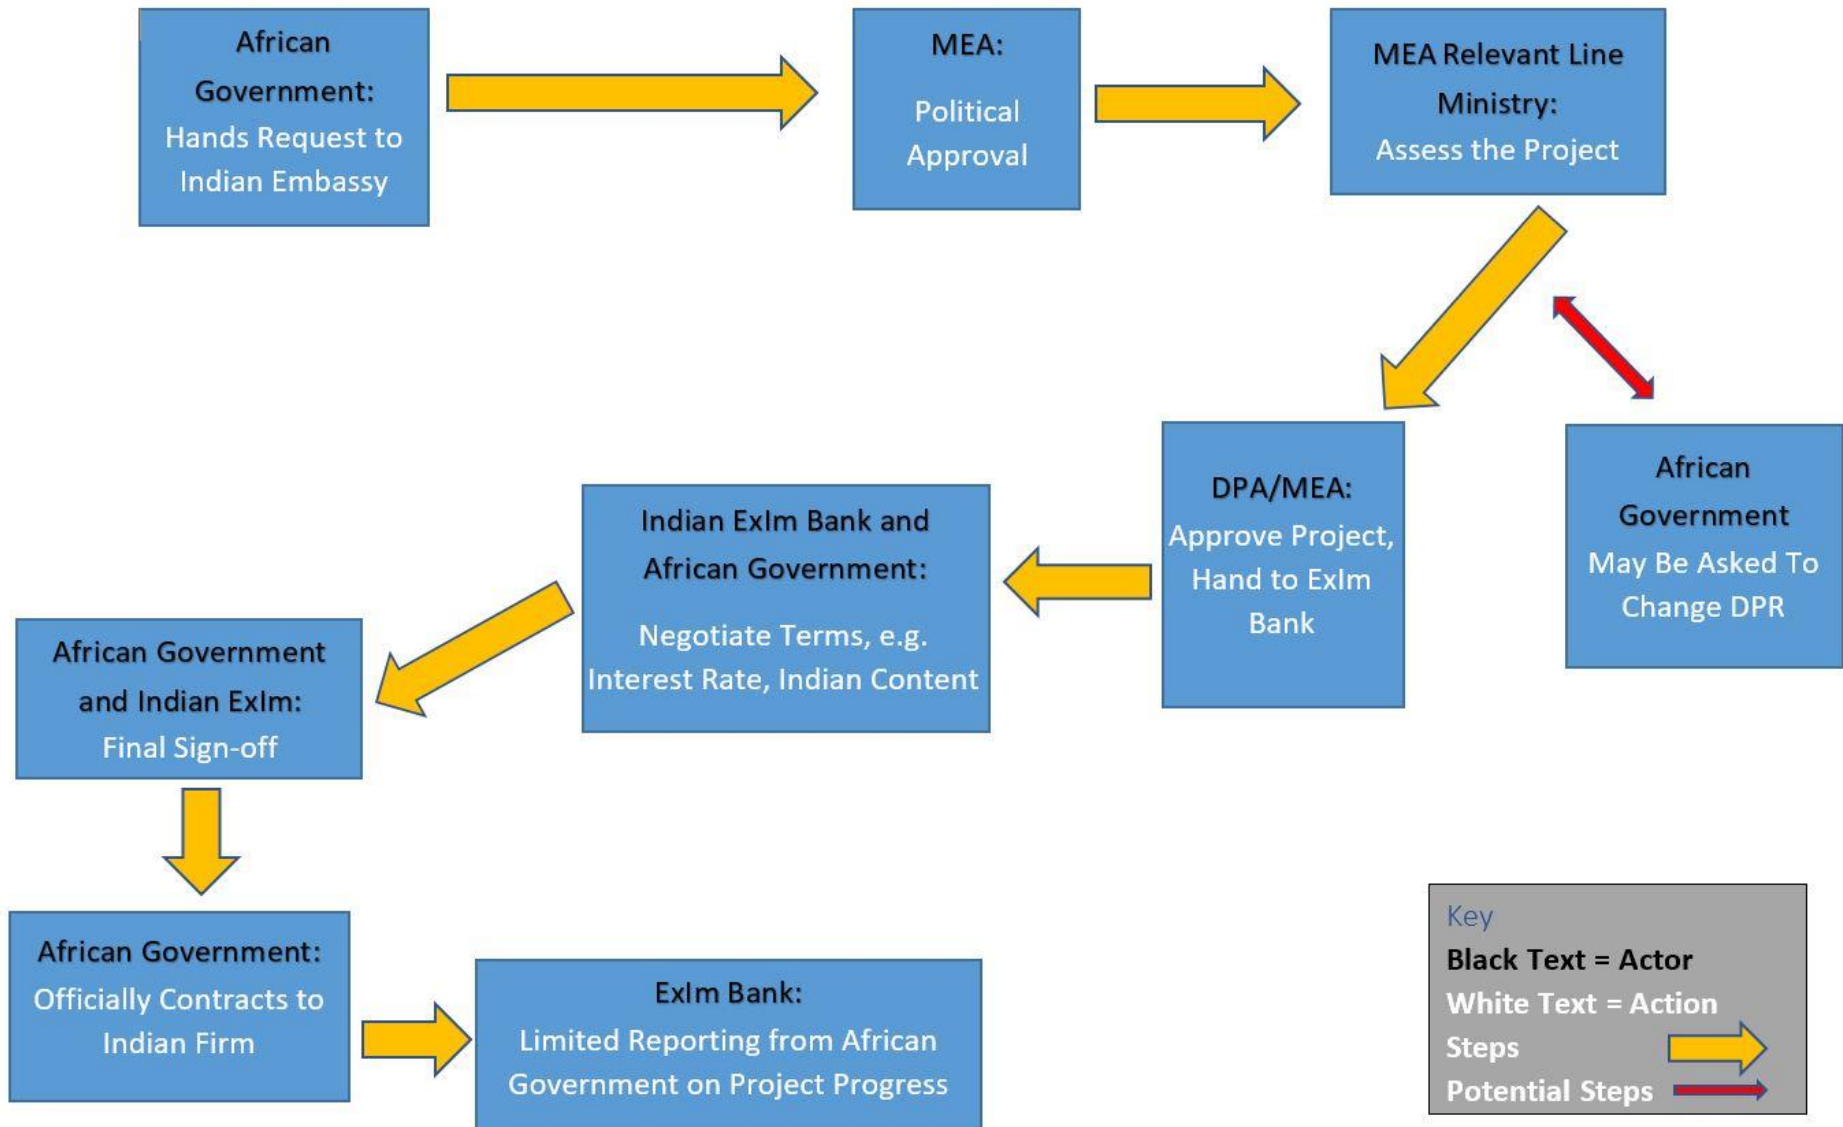 African
Government:
Hands Request to
Indian Embassy
MEA:
Political
Approval
MEA Relevant Line
Ministry:
Assess the Project
African
Government
May Be Asked To
Change DPR
DPA/MEA:
Approve Project,
Hand to ExIm
Bank
Indian ExIm Bank and
African Government:
Negotiate Terms, e.g.
Interest Rate, Indian Content
African Government
and Indian ExIm:
Final Sign-off
African Government:
Officially Contracts to
Indian Firm
ExIm Bank:
Limited Reporting from African
Government on Project Progress
Key
Black Text = Actor
White Text = Action
Steps
Potential Steps